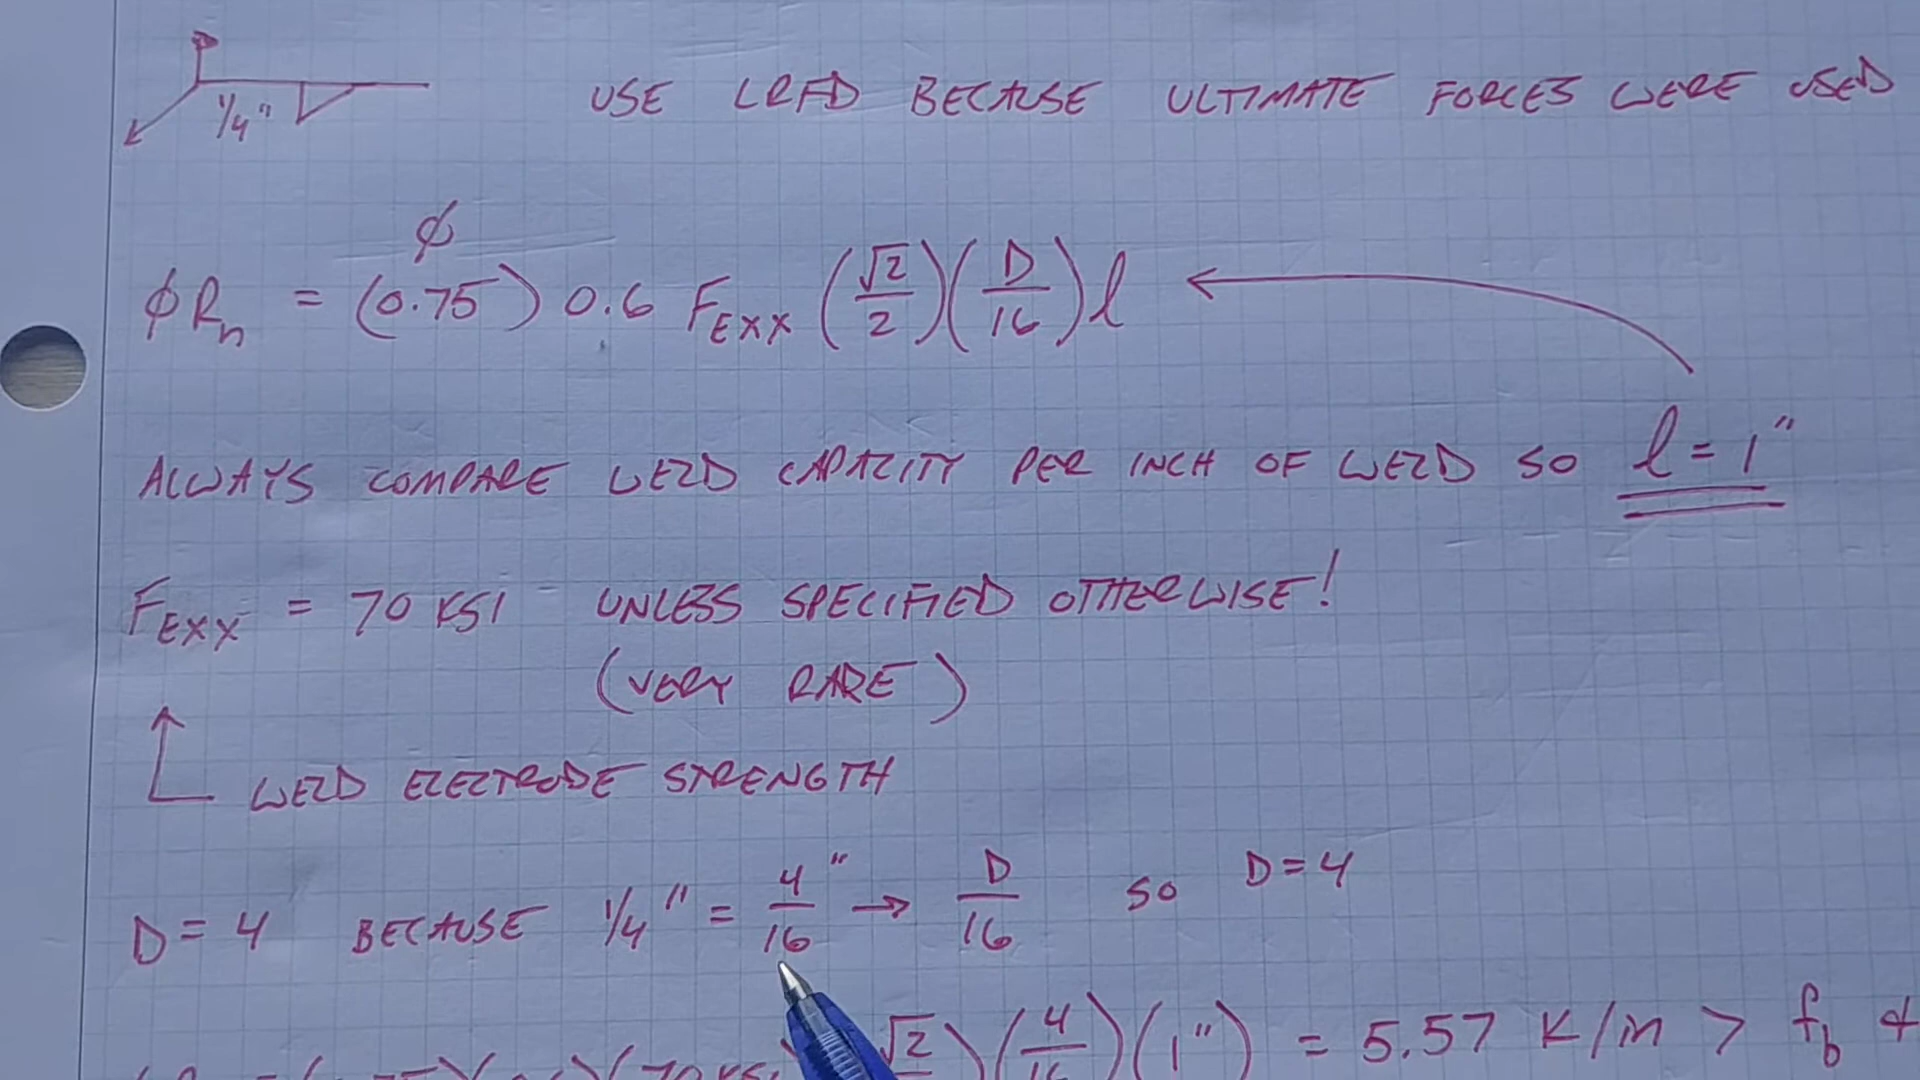 1/4" USE LRFD BECAUSE ULTIMATE FORCES WERE USED
ϕ
ϕRn = (0.75) 0.6 FEXX (√2/2)(D/16) l
ALWAYS COMPARE WELD CAPACITY PER INCH OF WELD SO l = 1"
FEXX = 70 KSI UNLESS SPECIFIED OTHERWISE!
(VERY RARE)
WELD ELECTRODE STRENGTH
D = 4 BECAUSE 1/4" = 4/16" → D/16 SO D = 4
√2 (4/16)(1") = 5.57 K/in > fb